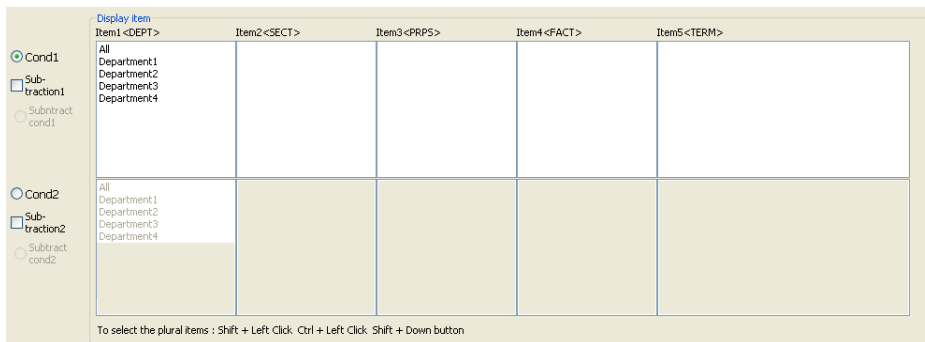 Display item
Item1<DEPT> Item2<SECT> Item3<PRPS> Item4<FACT> Item5<TERM>
Cond1
Sub-
traction1
Subntract
cond1
All
Department1
Department2
Department3
Department4
Cond2
Sub-
traction2
Subtract
cond2
All
Department1
Department2
Department3
Department4
To select the plural items : Shift + Left Click Ctrl + Left Click Shift + Down button